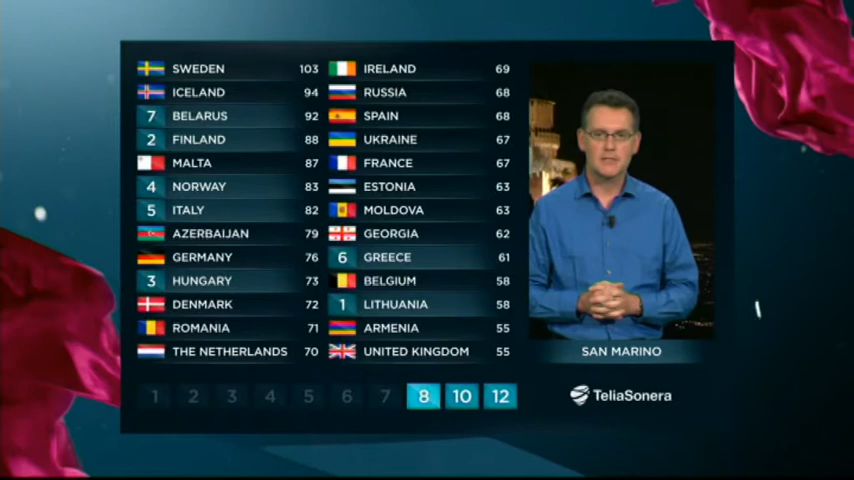 SWEDEN 103 IRELAND 69
ICELAND 94 RUSSIA 68
7 BELARUS 92 SPAIN 68
2 FINLAND 88 UKRAINE 67
MALTA 87 FRANCE 67
4 NORWAY 83 ESTONIA 63
5 ITALY 82 MOLDOVA 63
AZERBAIJAN 79 GEORGIA 62
GERMANY 76 6 GREECE 61
3 HUNGARY 73 BELGIUM 58
DENMARK 72 1 LITHUANIA 58
ROMANIA 71 ARMENIA 55
THE NETHERLANDS 70 UNITED KINGDOM 55
SAN MARINO
1 2 3 4 5 6 7 8 10 12
TeliaSonera